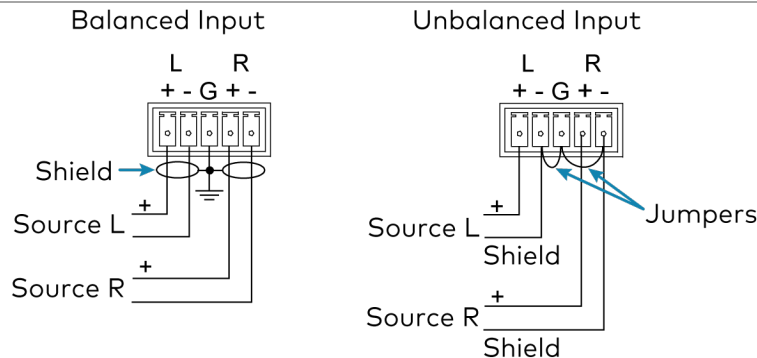 Balanced Input
L R
+ - G + -
Shield
+
Source L
+
Source R
Unbalanced Input
L R
+ - G + -
Jumpers
+
Source L
Shield
+
Source R
Shield